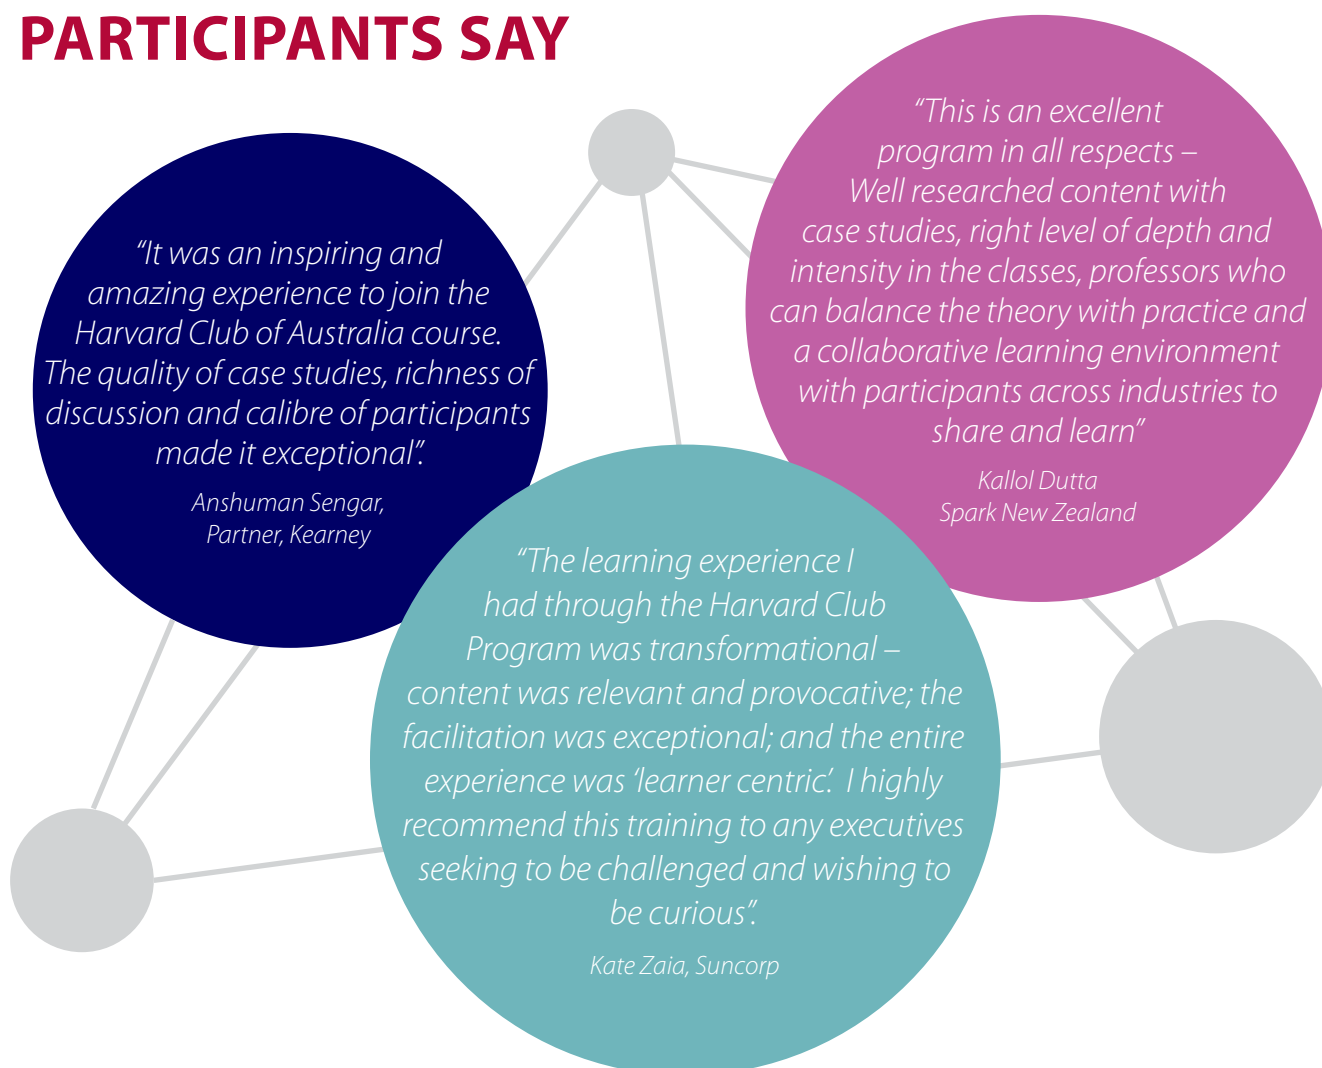 PARTICIPANTS SAY
“It was an inspiring and
amazing experience to join the
Harvard Club of Australia course.
The quality of case studies, richness of
discussion and calibre of participants
made it exceptional”.
Anshuman Sengar,
Partner, Kearney
“This is an excellent
program in all respects –
Well researched content with
case studies, right level of depth and
intensity in the classes, professors who
can balance the theory with practice and
a collaborative learning environment
with participants across industries to
share and learn”
Kallol Dutta
Spark New Zealand
“The learning experience I
had through the Harvard Club
Program was transformational –
content was relevant and provocative; the
facilitation was exceptional; and the entire
experience was ‘learner centric’.  I highly
recommend this training to any executives
seeking to be challenged and wishing to
be curious”.
Kate Zaia, Suncorp